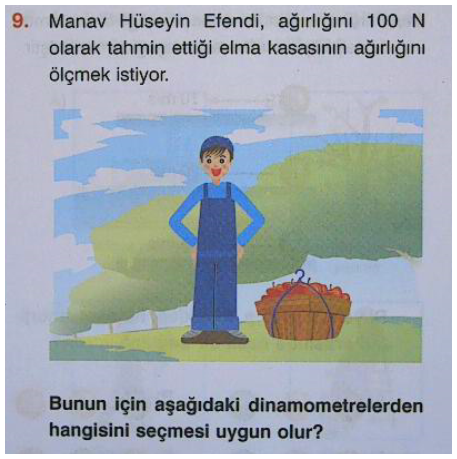 9. Manav Hüseyin Efendi, ağırlığını 100 N
olarak tahmin ettiği elma kasasının ağırlığını
ölçmek istiyor.
Bunun için aşağıdaki dinamometrelerden
hangisini seçmesi uygun olur?